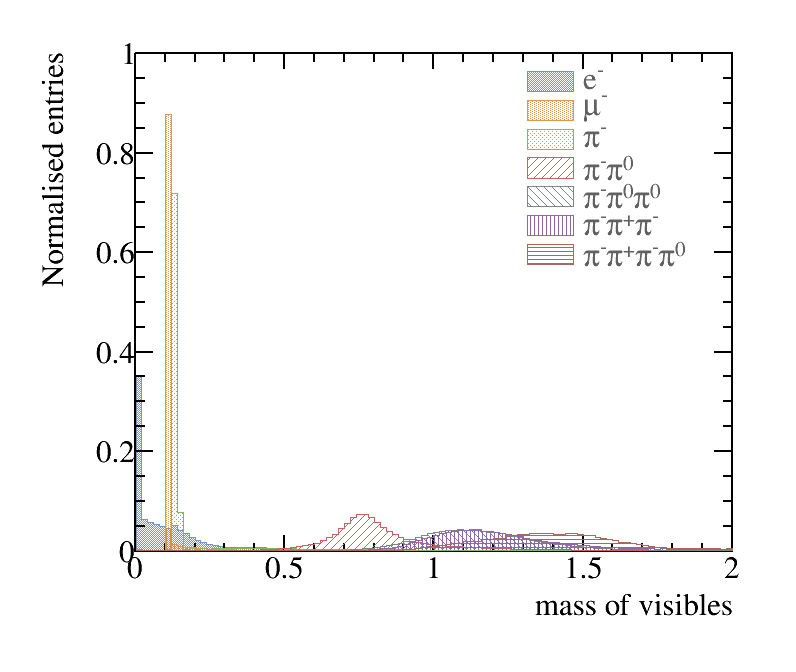 Normalised entries
1
0.8
0.6
0.4
0.2
0
0 0.5 1 1.5 2
mass of visibles
e⁻
μ⁻
π⁻
π⁻π⁰
π⁻π⁰π⁰
π⁻π⁺π⁻
π⁻π⁺π⁻π⁰